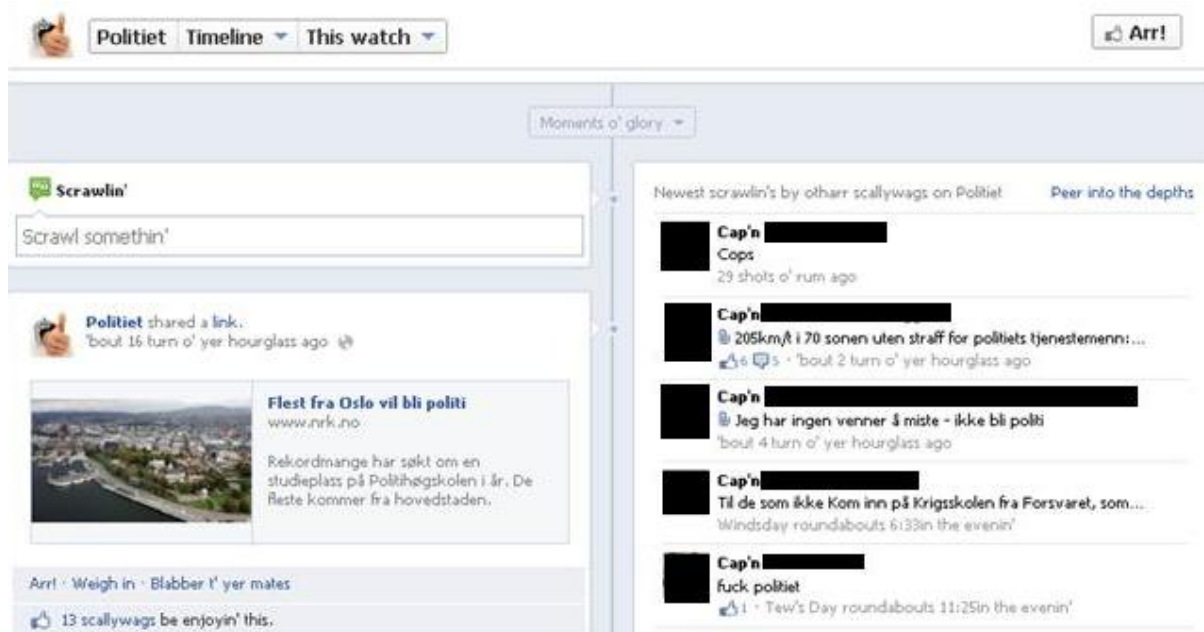 Politiet Timeline This watch
Arr!
Moments o' glory
Scrawlin'
Scrawl somethin'
Politiet shared a link.
'bout 16 turn o' yer hourglass ago
Flest fra Oslo vil bli politi
www.nrk.no
Rekordmange har søkt om en
studieplass på Politihøgskolen i år. De
fleste kommer fra hovedstaden.
Arr! · Weigh in · Blabber t' yer mates
13 scallywags be enjoyin' this.
Newest scrawlin's by otharr scallywags on Politiet Peer into the depths
Cap'n
Cops
29 shots o' rum ago
Cap'n
205km/t i 70 sonen uten straff for politiets tjenestemenn:...
6 5 · 'bout 2 turn o' yer hourglass ago
Cap'n
Jeg har ingen venner å miste - ikke bli politi
'bout 4 turn o' yer hourglass ago
Cap'n
Til de som ikke Kom inn på Krigsskolen fra Forsvaret, som...
Windsday roundabouts 6:33in the evenin'
Cap'n
fuck politiet
1 · Tew's Day roundabouts 11:25in the evenin'